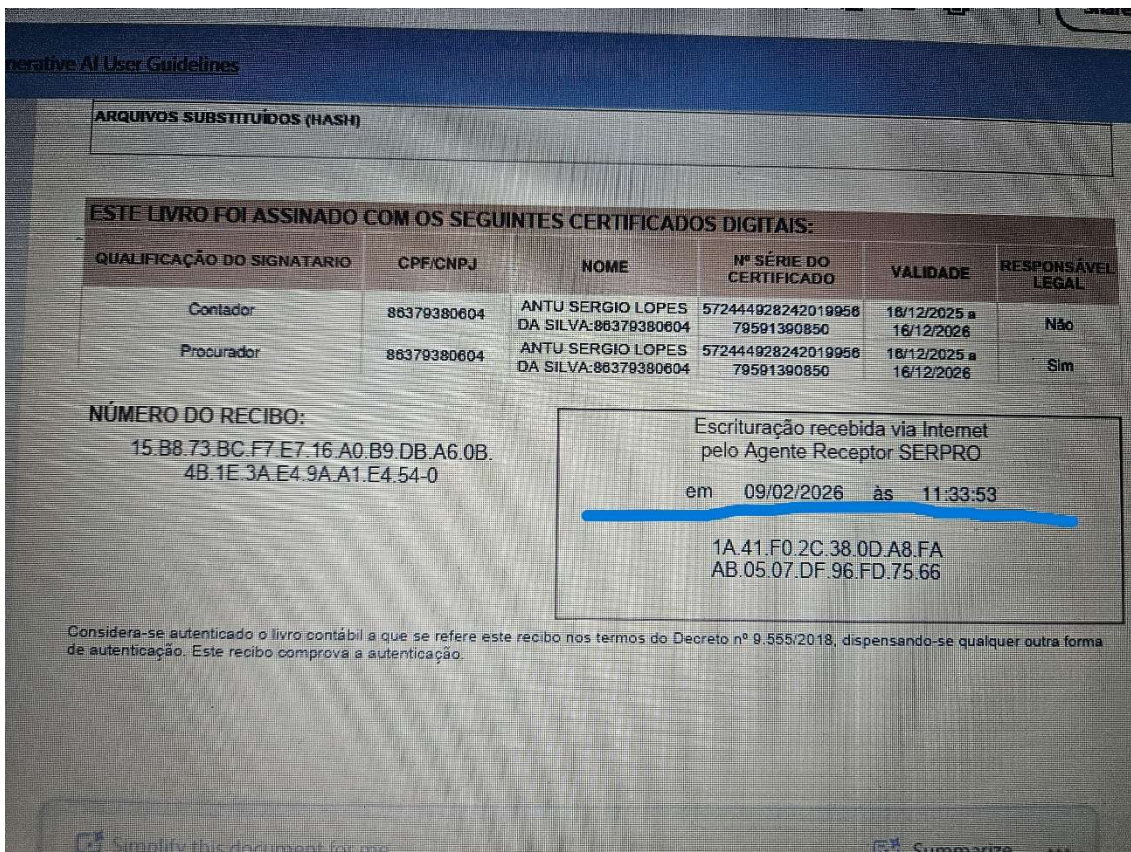 nerative AI User Guidelines
ARQUIVOS SUBSTITUÍDOS (HASH)
ESTE LIVRO FOI ASSINADO COM OS SEGUINTES CERTIFICADOS DIGITAIS:
QUALIFICAÇÃO DO SIGNATARIO CPF/CNPJ NOME Nº SÉRIE DO CERTIFICADO VALIDADE RESPONSÁVEL LEGAL
Contador 86379380604 ANTU SERGIO LOPES 572444928242019956 16/12/2025 a Não
DA SILVA:86379380604 79591390850 16/12/2026
Procurador 86379380604 ANTU SERGIO LOPES 572444928242019956 16/12/2025 a Sim
DA SILVA:86379380604 79591390850 16/12/2026
NÚMERO DO RECIBO:
15.B8.73.BC.F7.E7.16.A0.B9.DB.A6.0B.
4B.1E.3A.E4.9A.A1.E4.54-0
Escrituração recebida via Internet
pelo Agente Receptor SERPRO
em 09/02/2026 às 11:33:53
1A.41.F0.2C.38.0D.A8.FA
AB.05.07.DF.96.FD.75.66
Considera-se autenticado o livro contábil a que se refere este recibo nos termos do Decreto nº 9.555/2018, dispensando-se qualquer outra forma
de autenticação. Este recibo comprova a autenticação.
Simplify this document for me
Summarize